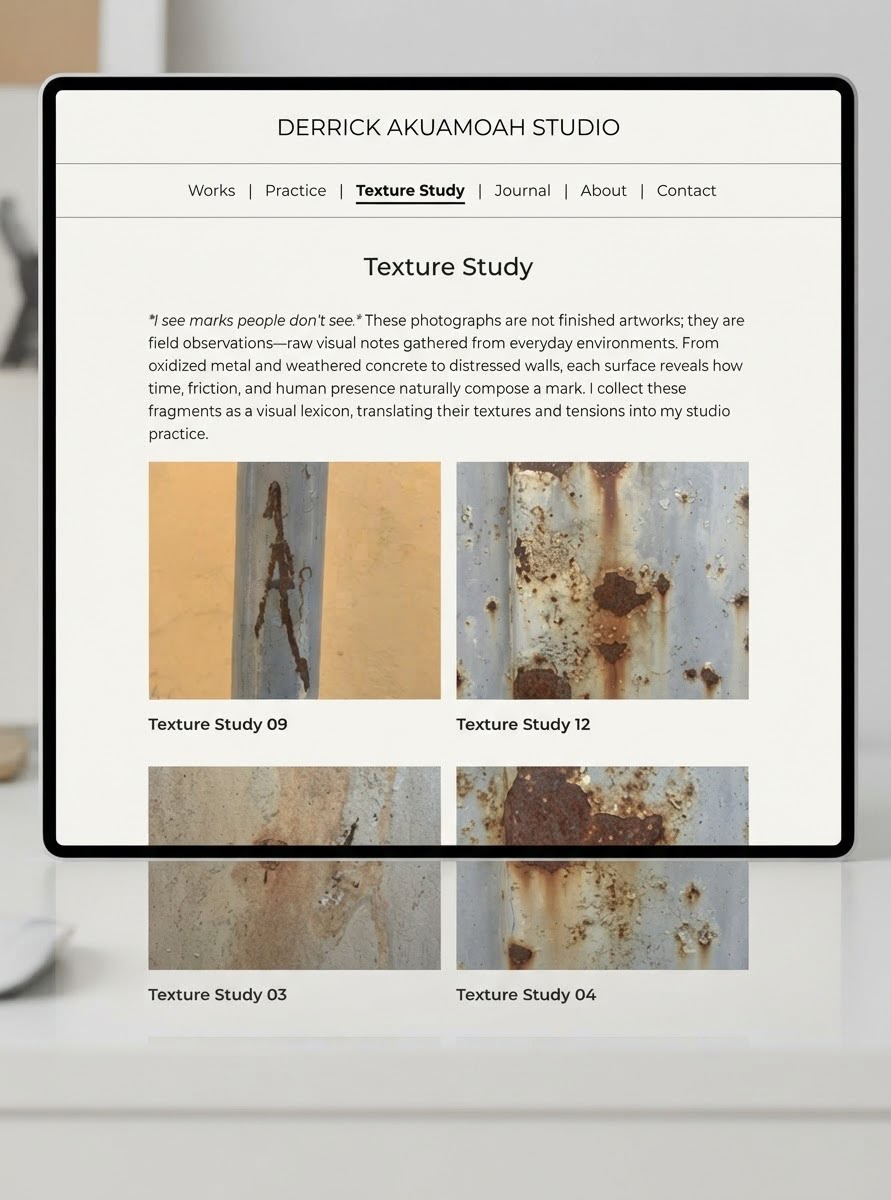 DERRICK AKUAMOAH STUDIO
Works | Practice | Texture Study | Journal | About | Contact
Texture Study
*I see marks people don't see.* These photographs are not finished artworks; they are
field observations—raw visual notes gathered from everyday environments. From
oxidized metal and weathered concrete to distressed walls, each surface reveals how
time, friction, and human presence naturally compose a mark. I collect these
fragments as a visual lexicon, translating their textures and tensions into my studio
practice.
Texture Study 09
Texture Study 12
Texture Study 03
Texture Study 04